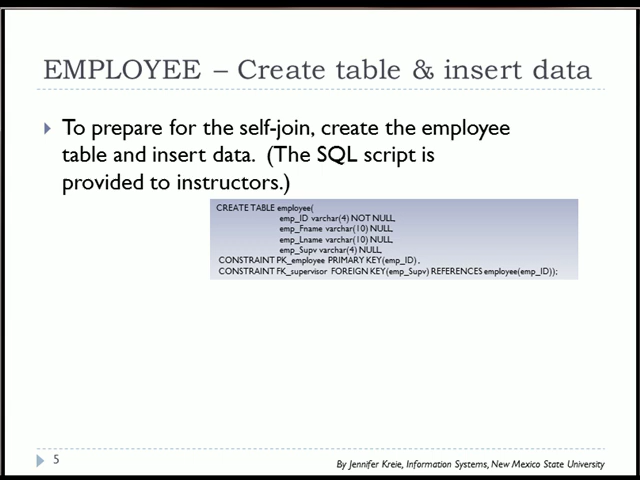 EMPLOYEE – Create table & insert data
To prepare for the self-join, create the employee
table and insert data. (The SQL script is
provided to instructors.)
CREATE TABLE employee(
emp_ID varchar(4) NOT NULL,
emp_Fname varchar(10) NULL,
emp_Lname varchar(10) NULL,
emp_Supv varchar(4) NULL,
CONSTRAINT PK_employee PRIMARY KEY(emp_ID) ,
CONSTRAINT FK_supervisor FOREIGN KEY(emp_Supv) REFERENCES employee(emp_ID));
5
By Jennifer Kreie, Information Systems, New Mexico State University